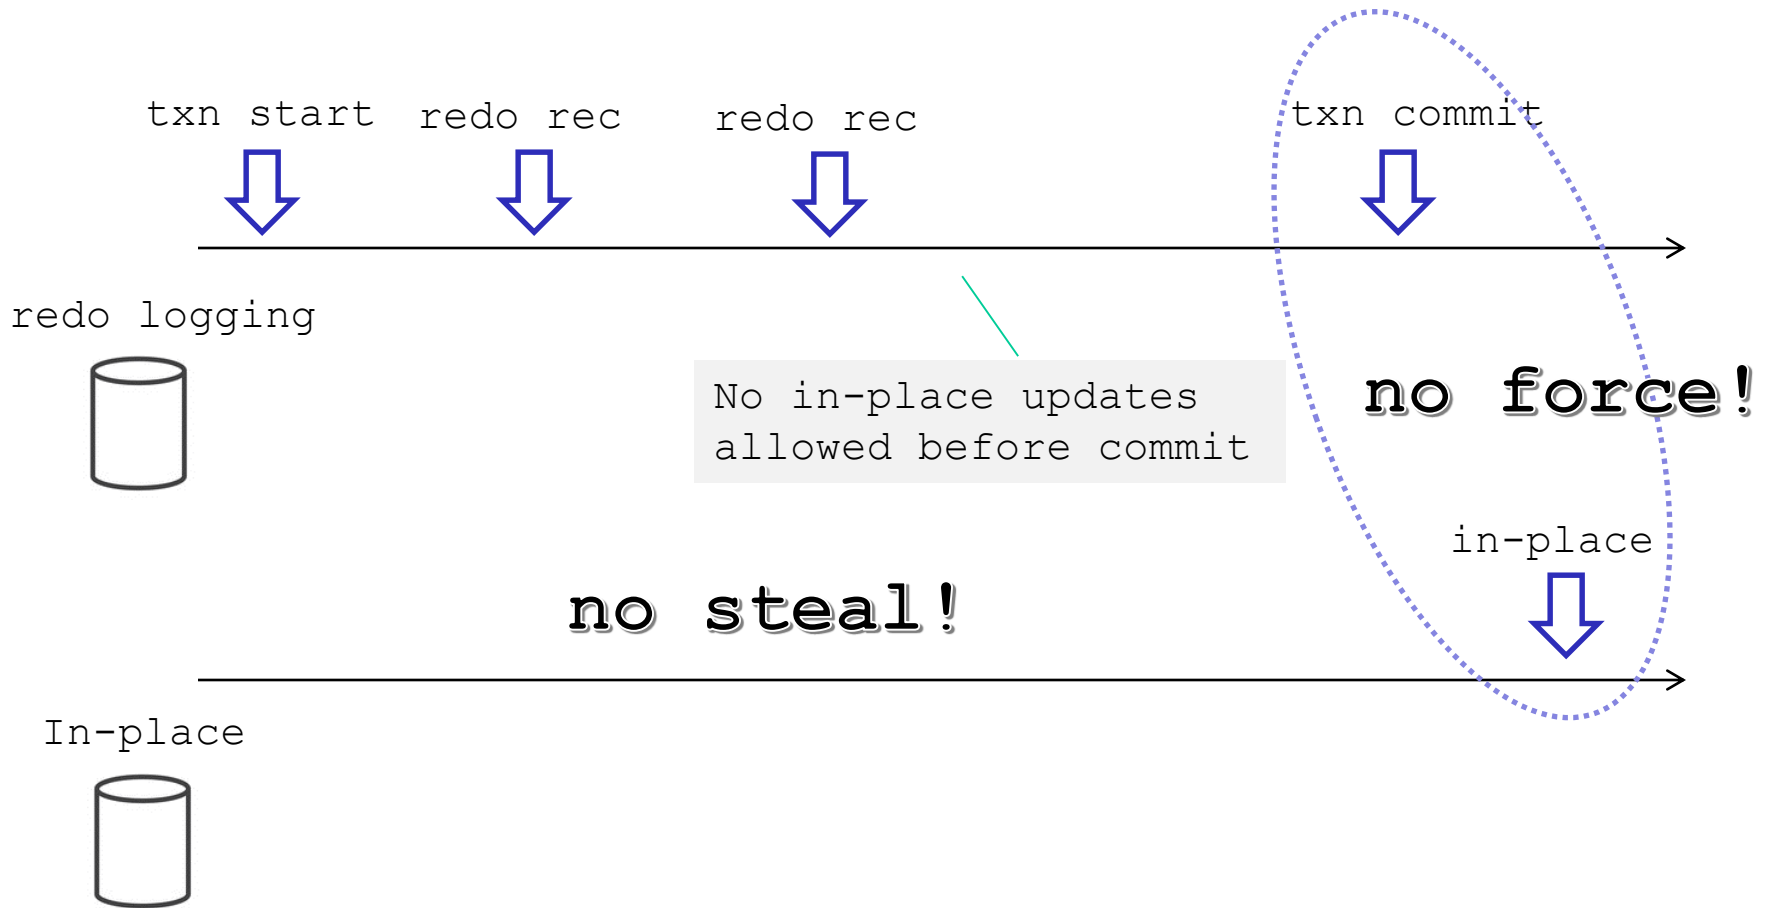 txn start
redo rec
redo rec
txn commit
redo logging
No in-place updates
allowed before commit
no force!
in-place
no steal!
In-place